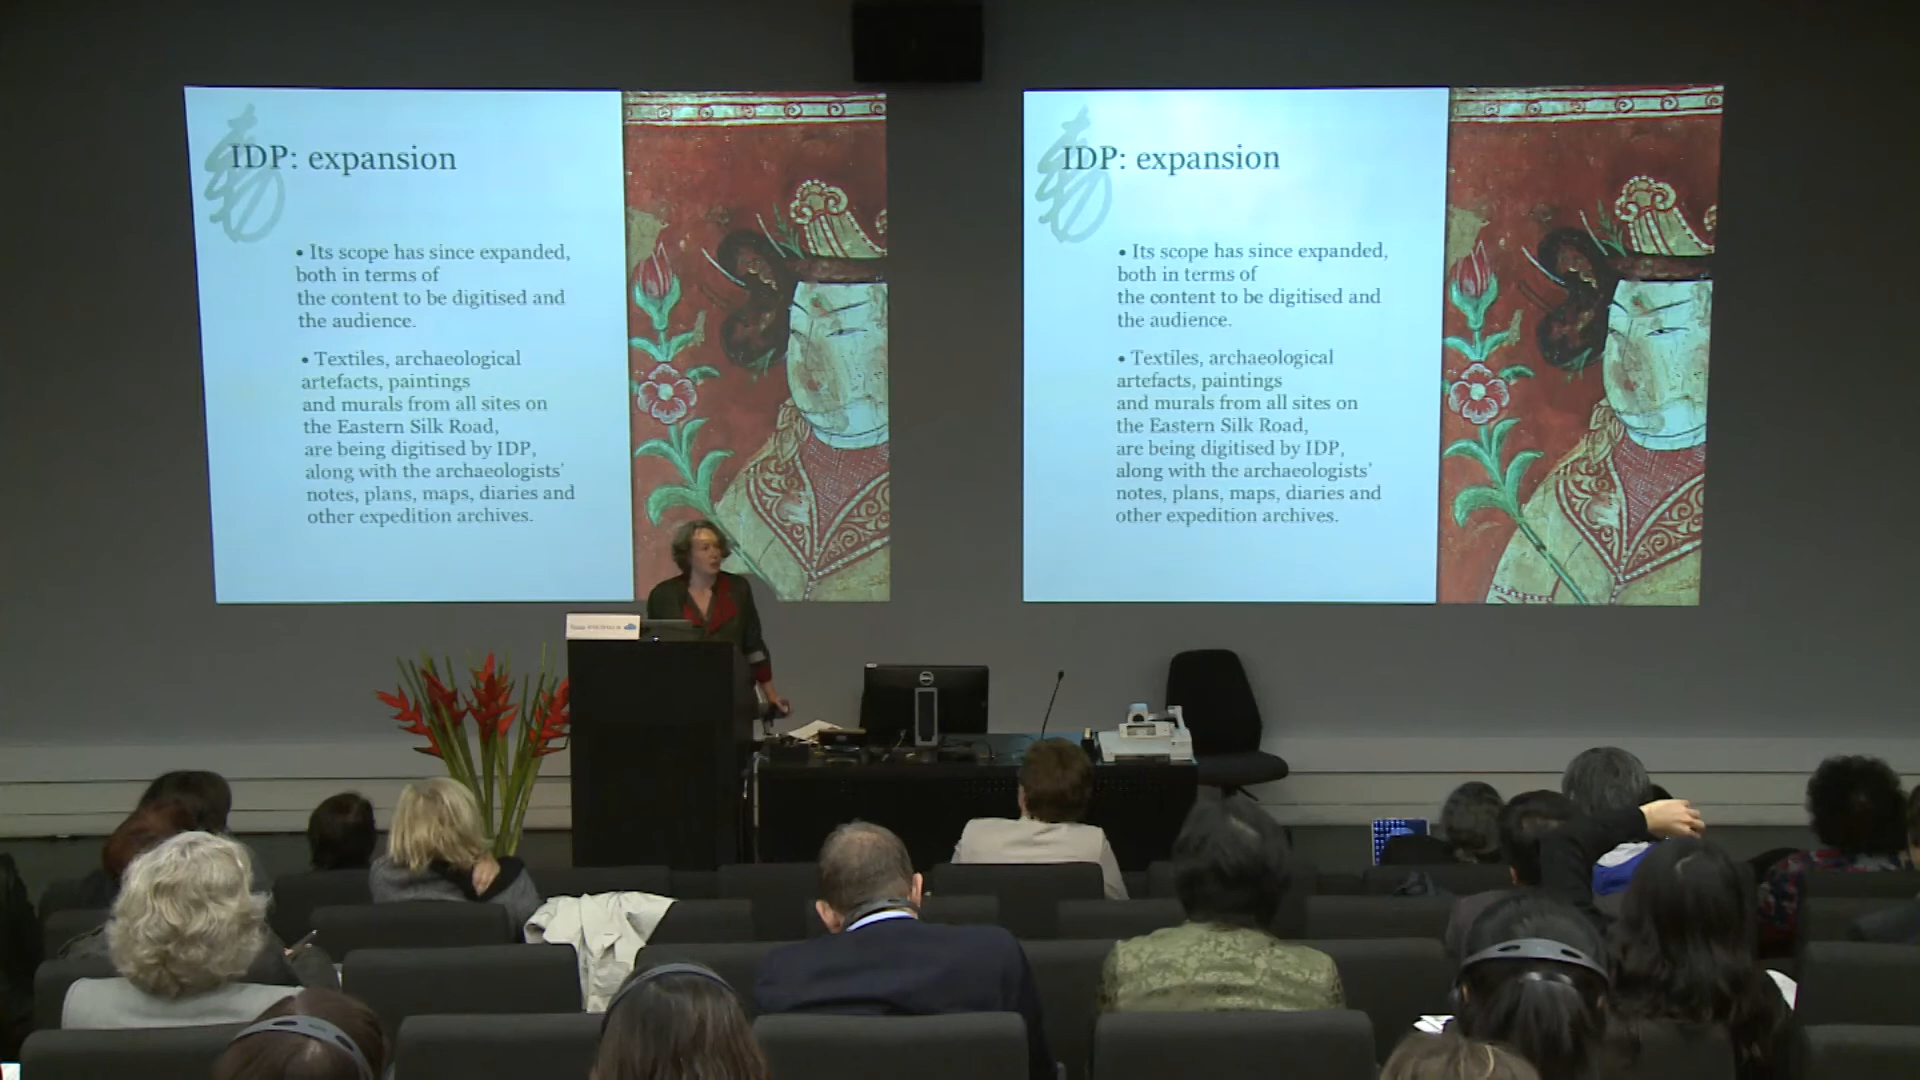 IDP: expansion
• Its scope has since expanded,
both in terms of
the content to be digitised and
the audience.
• Textiles, archaeological
artefacts, paintings
and murals from all sites on
the Eastern Silk Road,
are being digitised by IDP,
along with the archaeologists'
notes, plans, maps, diaries and
other expedition archives.
IDP: expansion
• Its scope has since expanded,
both in terms of
the content to be digitised and
the audience.
• Textiles, archaeological
artefacts, paintings
and murals from all sites on
the Eastern Silk Road,
are being digitised by IDP,
along with the archaeologists'
notes, plans, maps, diaries and
other expedition archives.
DELL